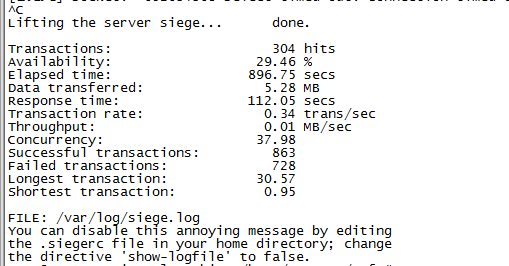 ^C
Lifting the server siege...      done.
Transactions:                    304 hits
Availability:                  29.46 %
Elapsed time:                 896.75 secs
Data transferred:               5.28 MB
Response time:                112.05 secs
Transaction rate:               0.34 trans/sec
Throughput:                     0.01 MB/sec
Concurrency:                   37.98
Successful transactions:         863
Failed transactions:             728
Longest transaction:           30.57
Shortest transaction:           0.95
FILE: /var/log/siege.log
You can disable this annoying message by editing
the .siegerc file in your home directory; change
the directive 'show-logfile' to false.